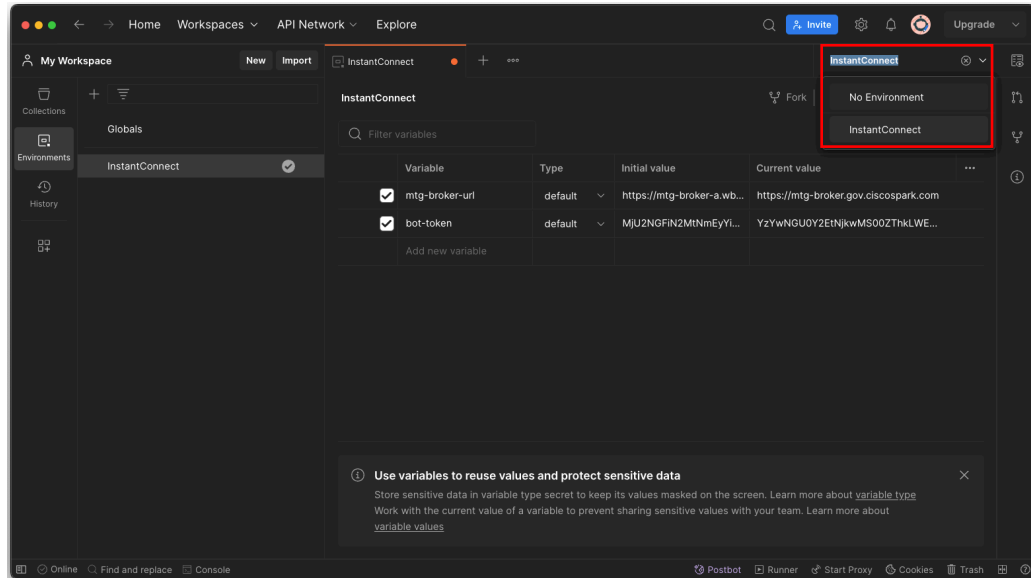 Home Workspaces API Network Explore Invite Upgrade
My Workspace New Import InstantConnect InstantConnect
Collections
Environments
History
Globals
InstantConnect
InstantConnect Fork
No Environment
InstantConnect
Filter variables
Variable Type Initial value Current value
mtg-broker-url default https://mtg-broker-a.wb... https://mtg-broker.gov.ciscospark.com
bot-token default MjU2NGFiN2MtNmEyYi... YzYwNGU0Y2EtNjkwMS00ZThkLWE...
Add new variable
Use variables to reuse values and protect sensitive data
Store sensitive data in variable type secret to keep its values masked on the screen. Learn more about variable type
Work with the current value of a variable to prevent sharing sensitive values with your team. Learn more about
variable values
Online Find and replace Console Postbot Runner Start Proxy Cookies Trash